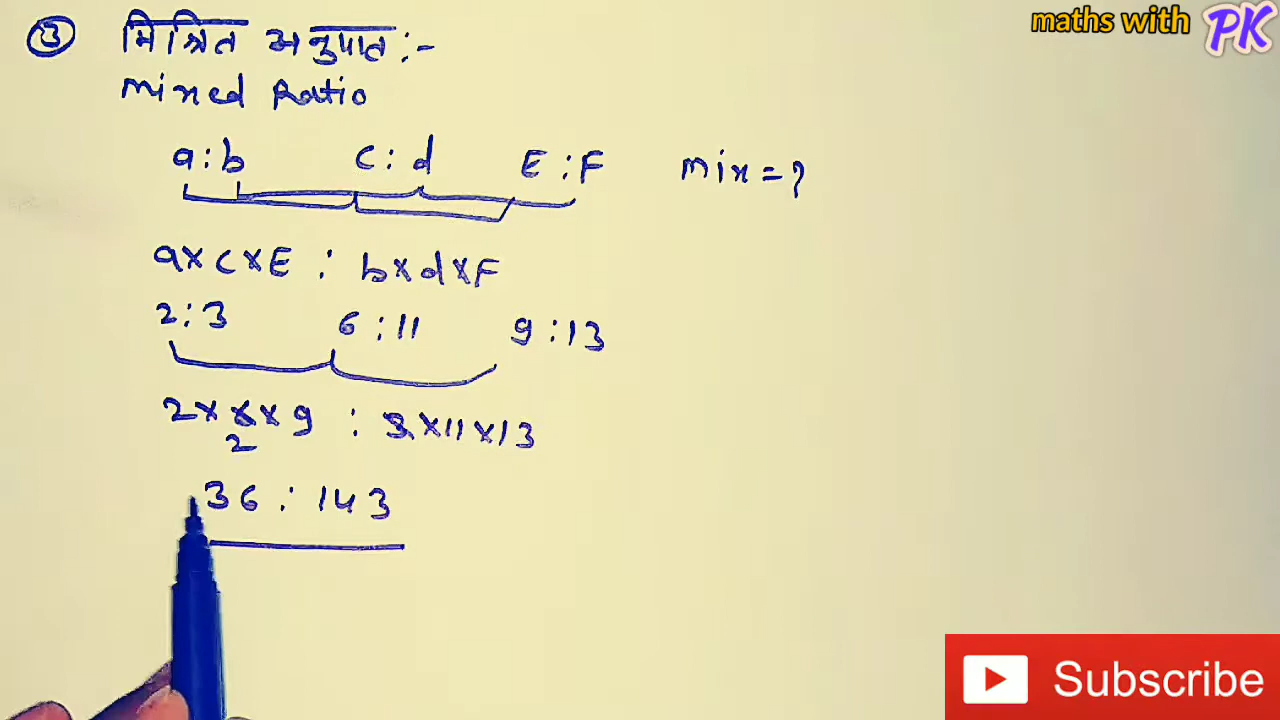 maths with PK
③ मिश्रित अनुपात :-
mixed Ratio
a:b C:d E:F mix=?
a×c×E : b×d×F
2:3 6:11 9:13
2×6×9 : 3×11×13
2
36 : 143
Subscribe